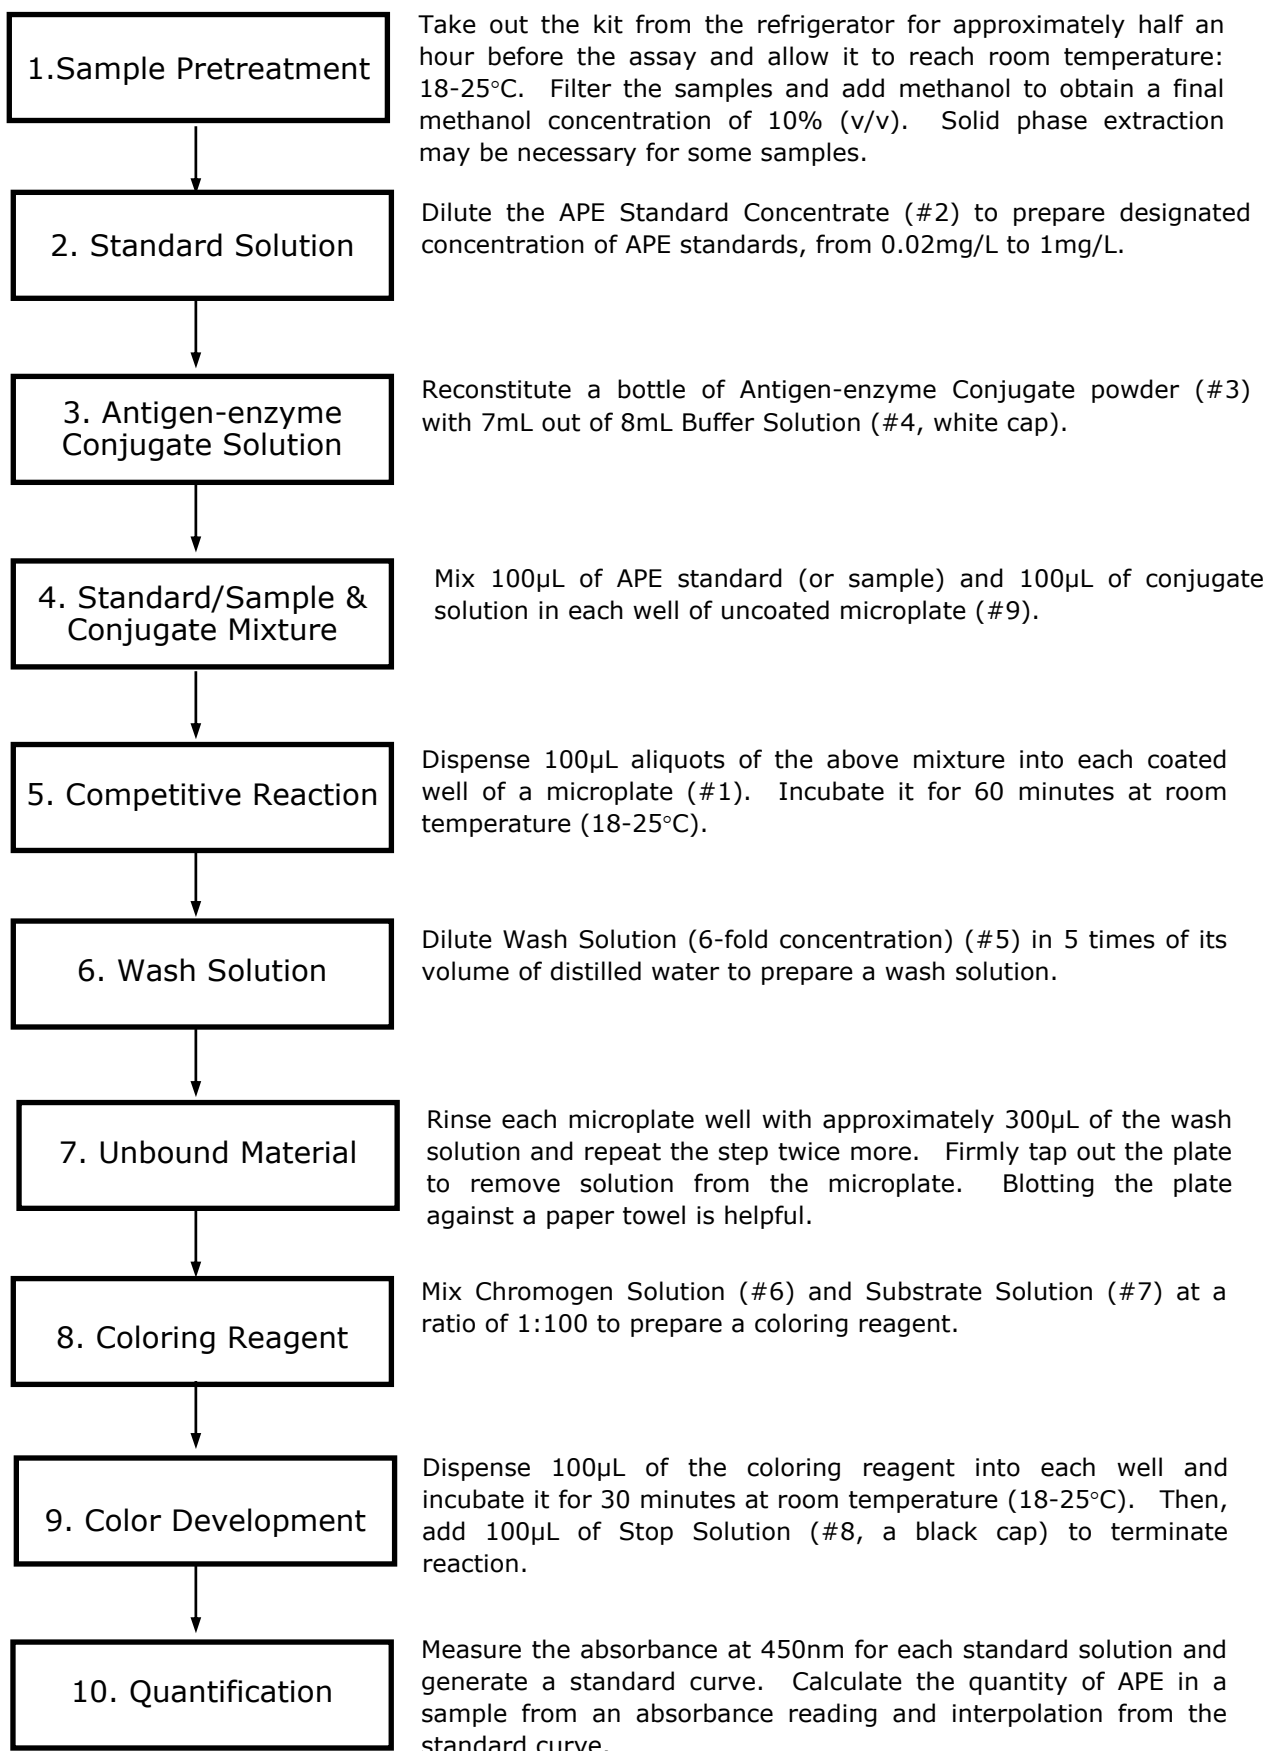 1.Sample Pretreatment
Take out the kit from the refrigerator for approximately half an
hour before the assay and allow it to reach room temperature:
18-25°C. Filter the samples and add methanol to obtain a final
methanol concentration of 10% (v/v). Solid phase extraction
may be necessary for some samples.
2. Standard Solution
Dilute the APE Standard Concentrate (#2) to prepare designated
concentration of APE standards, from 0.02mg/L to 1mg/L.
3. Antigen-enzyme
Conjugate Solution
Reconstitute a bottle of Antigen-enzyme Conjugate powder (#3)
with 7mL out of 8mL Buffer Solution (#4, white cap).
4. Standard/Sample &
Conjugate Mixture
Mix 100µL of APE standard (or sample) and 100µL of conjugate
solution in each well of uncoated microplate (#9).
5. Competitive Reaction
Dispense 100µL aliquots of the above mixture into each coated
well of a microplate (#1). Incubate it for 60 minutes at room
temperature (18-25°C).
6. Wash Solution
Dilute Wash Solution (6-fold concentration) (#5) in 5 times of its
volume of distilled water to prepare a wash solution.
7. Unbound Material
Rinse each microplate well with approximately 300µL of the wash
solution and repeat the step twice more. Firmly tap out the plate
to remove solution from the microplate. Blotting the plate
against a paper towel is helpful.
8. Coloring Reagent
Mix Chromogen Solution (#6) and Substrate Solution (#7) at a
ratio of 1:100 to prepare a coloring reagent.
9. Color Development
Dispense 100µL of the coloring reagent into each well and
incubate it for 30 minutes at room temperature (18-25°C). Then,
add 100µL of Stop Solution (#8, a black cap) to terminate
reaction.
10. Quantification
Measure the absorbance at 450nm for each standard solution and
generate a standard curve. Calculate the quantity of APE in a
sample from an absorbance reading and interpolation from the
standard curve.